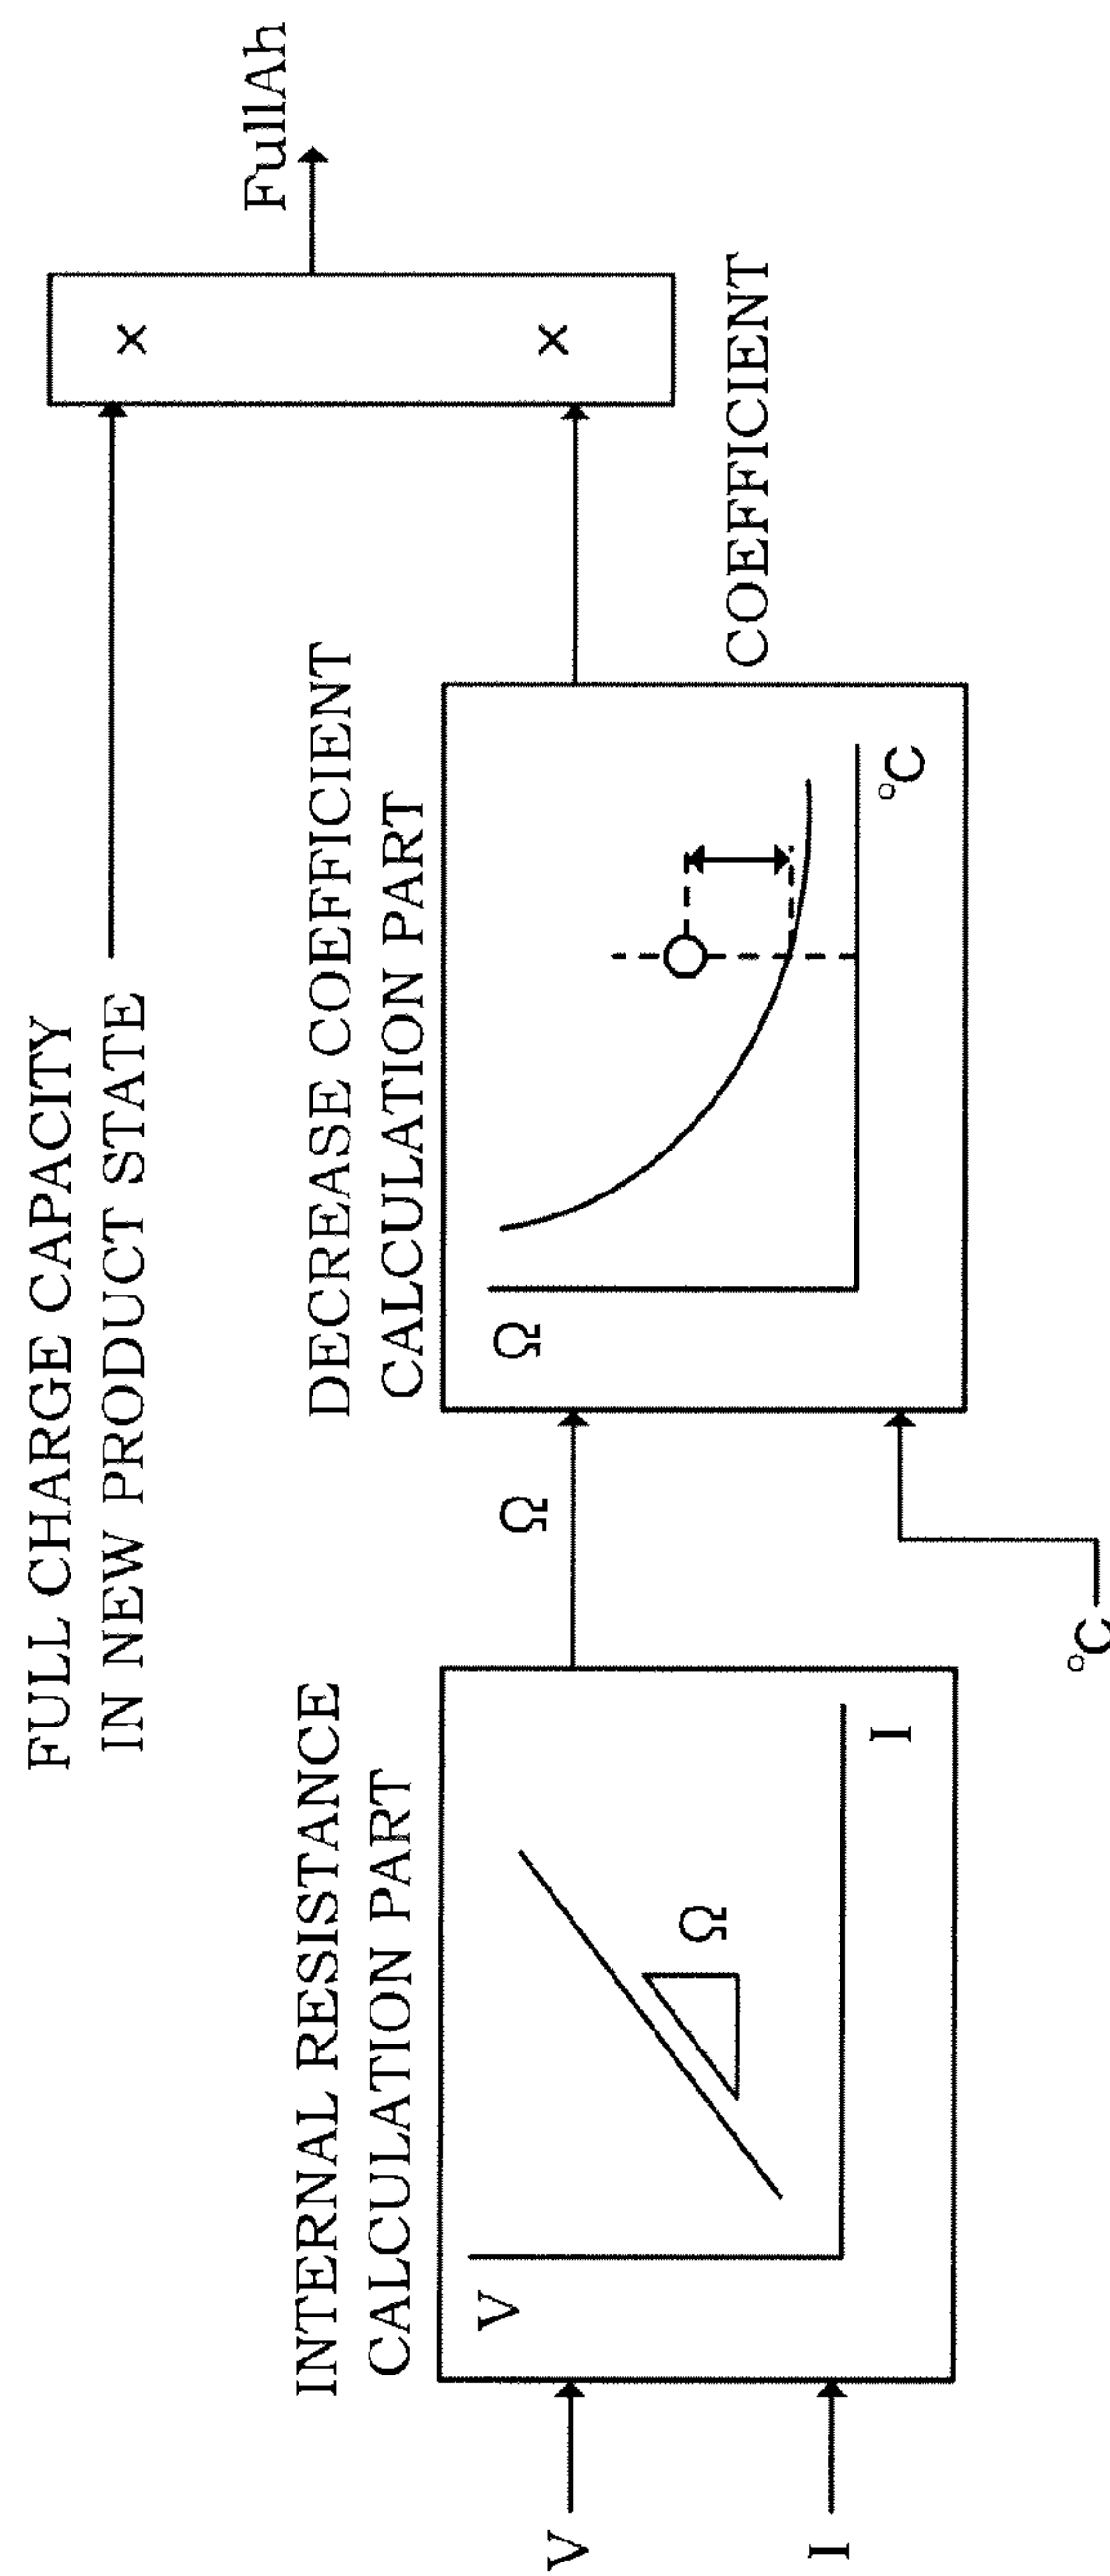 FULL CHARGE CAPACITY
IN NEW PRODUCT STATE
FullAh
×
×
INTERNAL RESISTANCE
CALCULATION PART
V
I
V
I
Ω
Ω
°C
DECREASE COEFFICIENT
CALCULATION PART
Ω
°C
COEFFICIENT